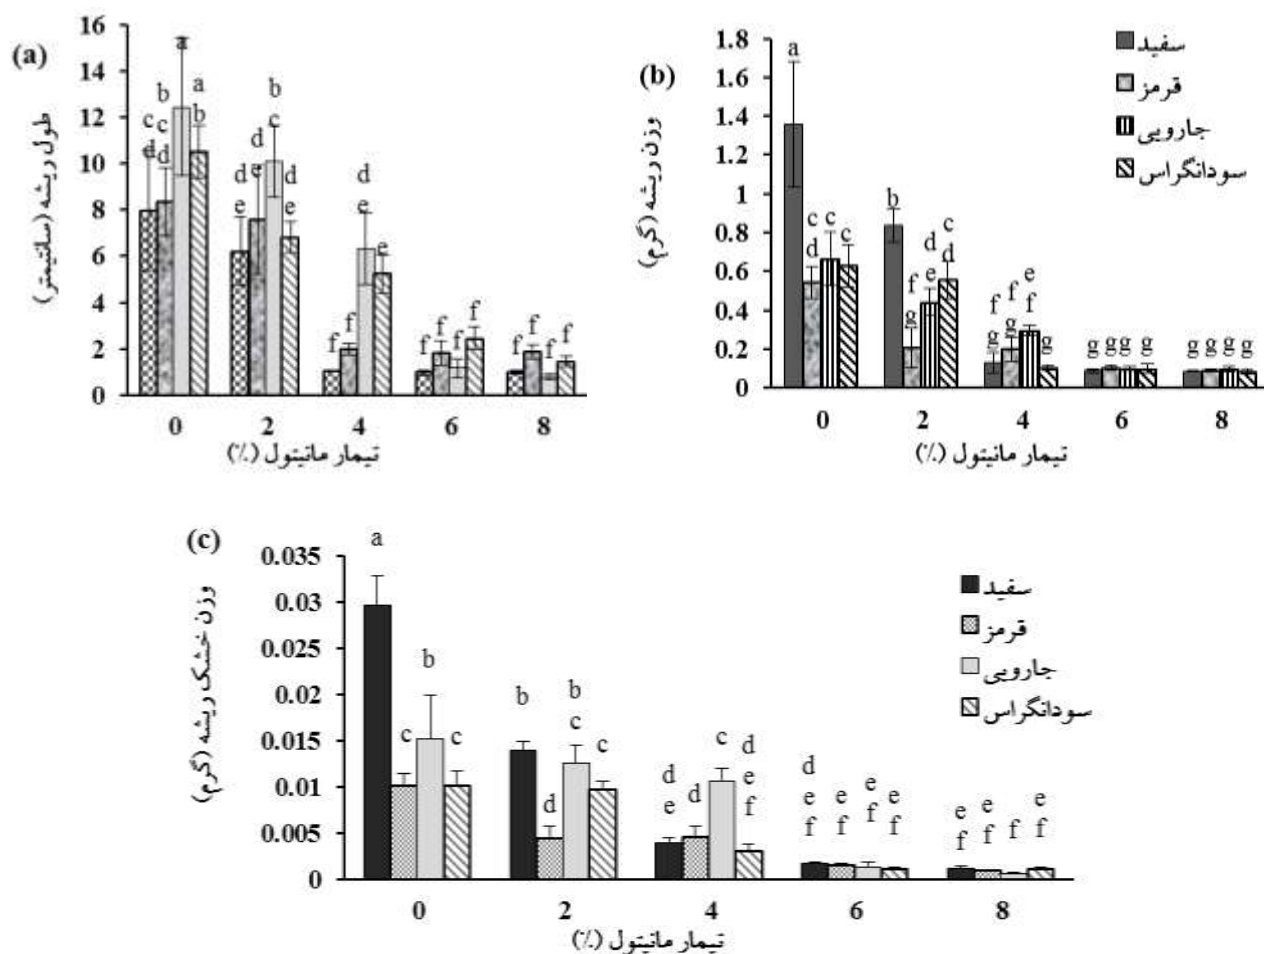 (a)
طول ریشه (سانتیمتر)
16
14
12
10
8
6
4
2
0
c d
b c d
a
a b
d e
d e
b c
d e
f
f
d e
e
f
f
f
f
f
f
f
f
0 2 4 6 8
تیمار مانیتول (٪)
(b)
وزن ریشه (گرم)
1.8
1.6
1.4
1.2
1
0.8
0.6
0.4
0.2
0
a
c d
c
c
b
f g
d e
c d
f g
f g
e f
g
g g g g
g g g g
0 2 4 6 8
تیمار مانیتول (٪)
سفید
قرمز
جارویی
سودانگراس
(c)
وزن خشک ریشه (گرم)
0.035
0.03
0.025
0.02
0.015
0.01
0.005
0
a
c
b
c
b
d
b c
c
d e
d
c
d e f
d e f
e f
e f
e f
e f
e f
f
e f
0 2 4 6 8
تیمار مانیتول (٪)
سفید
قرمز
جارویی
سودانگراس